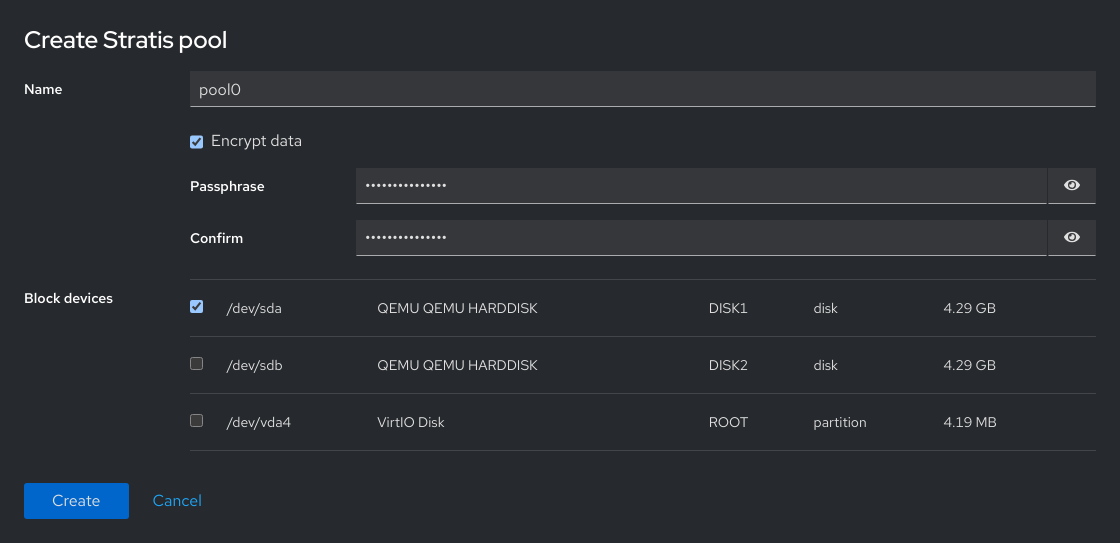 Create Stratis pool
Name pool0
Encrypt data
Passphrase •••••••••••••••
Confirm •••••••••••••••
Block devices
/dev/sda QEMU QEMU HARDDISK DISK1 disk 4.29 GB
/dev/sdb QEMU QEMU HARDDISK DISK2 disk 4.29 GB
/dev/vda4 VirtIO Disk ROOT partition 4.19 MB
Create Cancel